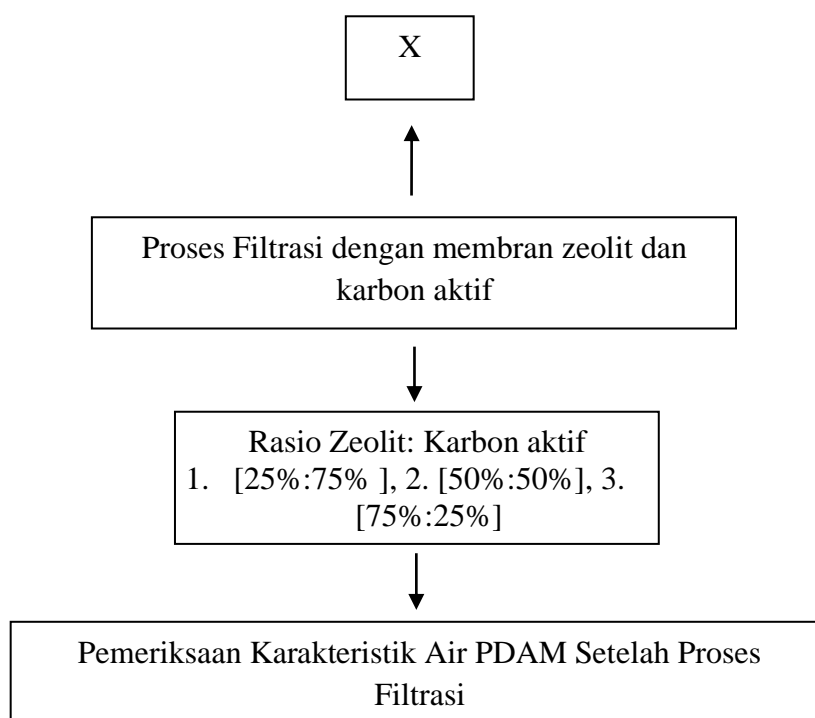 X
Proses Filtrasi dengan membran zeolit dan
karbon aktif
Rasio Zeolit: Karbon aktif
1. [25%:75% ], 2. [50%:50%], 3.
[75%:25%]
Pemeriksaan Karakteristik Air PDAM Setelah Proses
Filtrasi